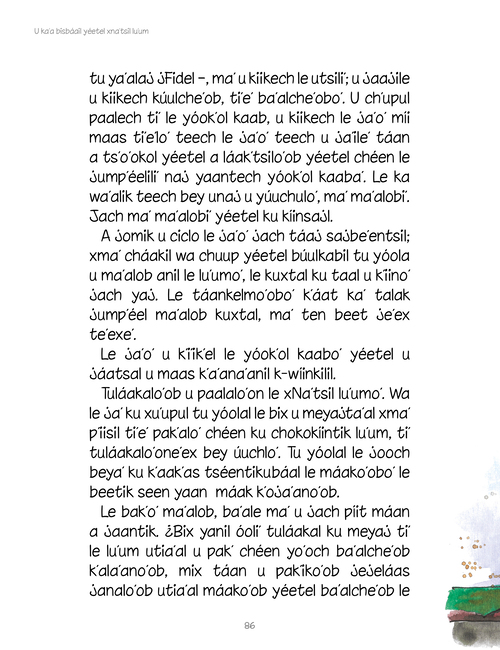 U ka'a bisbáail yéetel xna'tsil lu'um
tu ya'alaj jFidel –, ma' u kiikech le utsili'; u jaajile
u kiikech kúulche'ob, ti'e' ba'alche'obo'. U ch'upul
paalech ti' le yóok'ol kaab, u kiikech le ja'o' mii
maas ti'e'lo' teech le ja'o' teech u ja'ile' táan
a ts'o'okol yéetel a láak'tsilo'ob yéetel chéen le
jump'éelili' naj yaantech yóok'ol kaaba'. Le ka
wa'alik teech bey unaj u yúuchulo', ma' ma'alobi'.
Jach ma' ma'alobi' yéetel ku kíinsajl.
A jomik u ciclo le ja'o' jach táaj sajbe'entsil;
xma' cháakil wa chuup yéetel búulkabil tu yóola
u ma'alob anil le lu'umo', le kuxtal ku taal u k'iino'
jach yaj. Le táankelmo'obo' k'áat ka' talak
jump'éel ma'alob kuxtal, ma' ten beet je'ex
te'exe'.
Le ja'o' u k'i'ik'el le yóok'ol kaabo' yéetel u
jáatsal u maas k'a'ana'anil k-wíinkilil.
Tuláakalo'ob u paalalo'on le xNa'tsil lu'umo'. Wa
le ja' ku xu'upul tu yóolal le bix u meyajta'al xma'
p'iisil ti'e' pak'alo' chéen ku chokokíintik lu'um, ti'
tuláakalo'one'ex bey úuchlo'. Tu yóolal le jooch
beya' ku k'aak'as tséentikubáal le máako'obo' le
beetik seen yaan máak k'oja'ano'ob.
Le bak'o' ma'alob, ba'ale ma' u jach píit máan
a jaantik. ¿Bix yanil óoli' tuláakal ku meyaj ti'
le lu'um utia'al u pak' chéen yo'och ba'alche'ob
k'ala'ano'ob, mix táan u pak'iko'ob jejeláas
janalo'ob utia'al máako'ob yéetel ba'alche'ob le
86